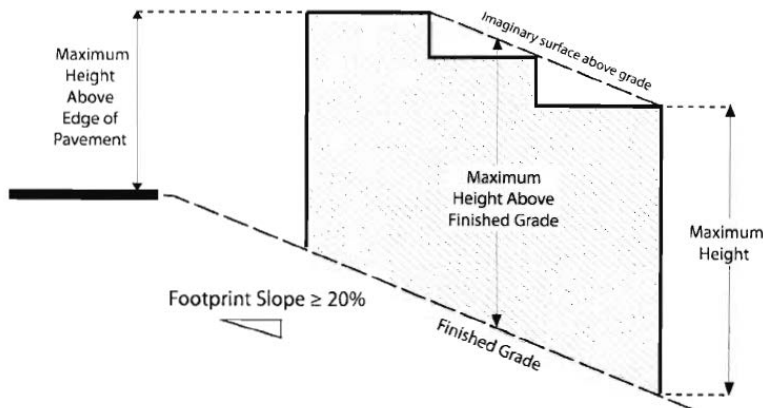 Maximum
Height
Above
Edge of
Pavement
Imaginary surface above grade
Maximum
Height Above
Finished Grade
Maximum
Height
Footprint Slope ≥ 20%
Finished Grade